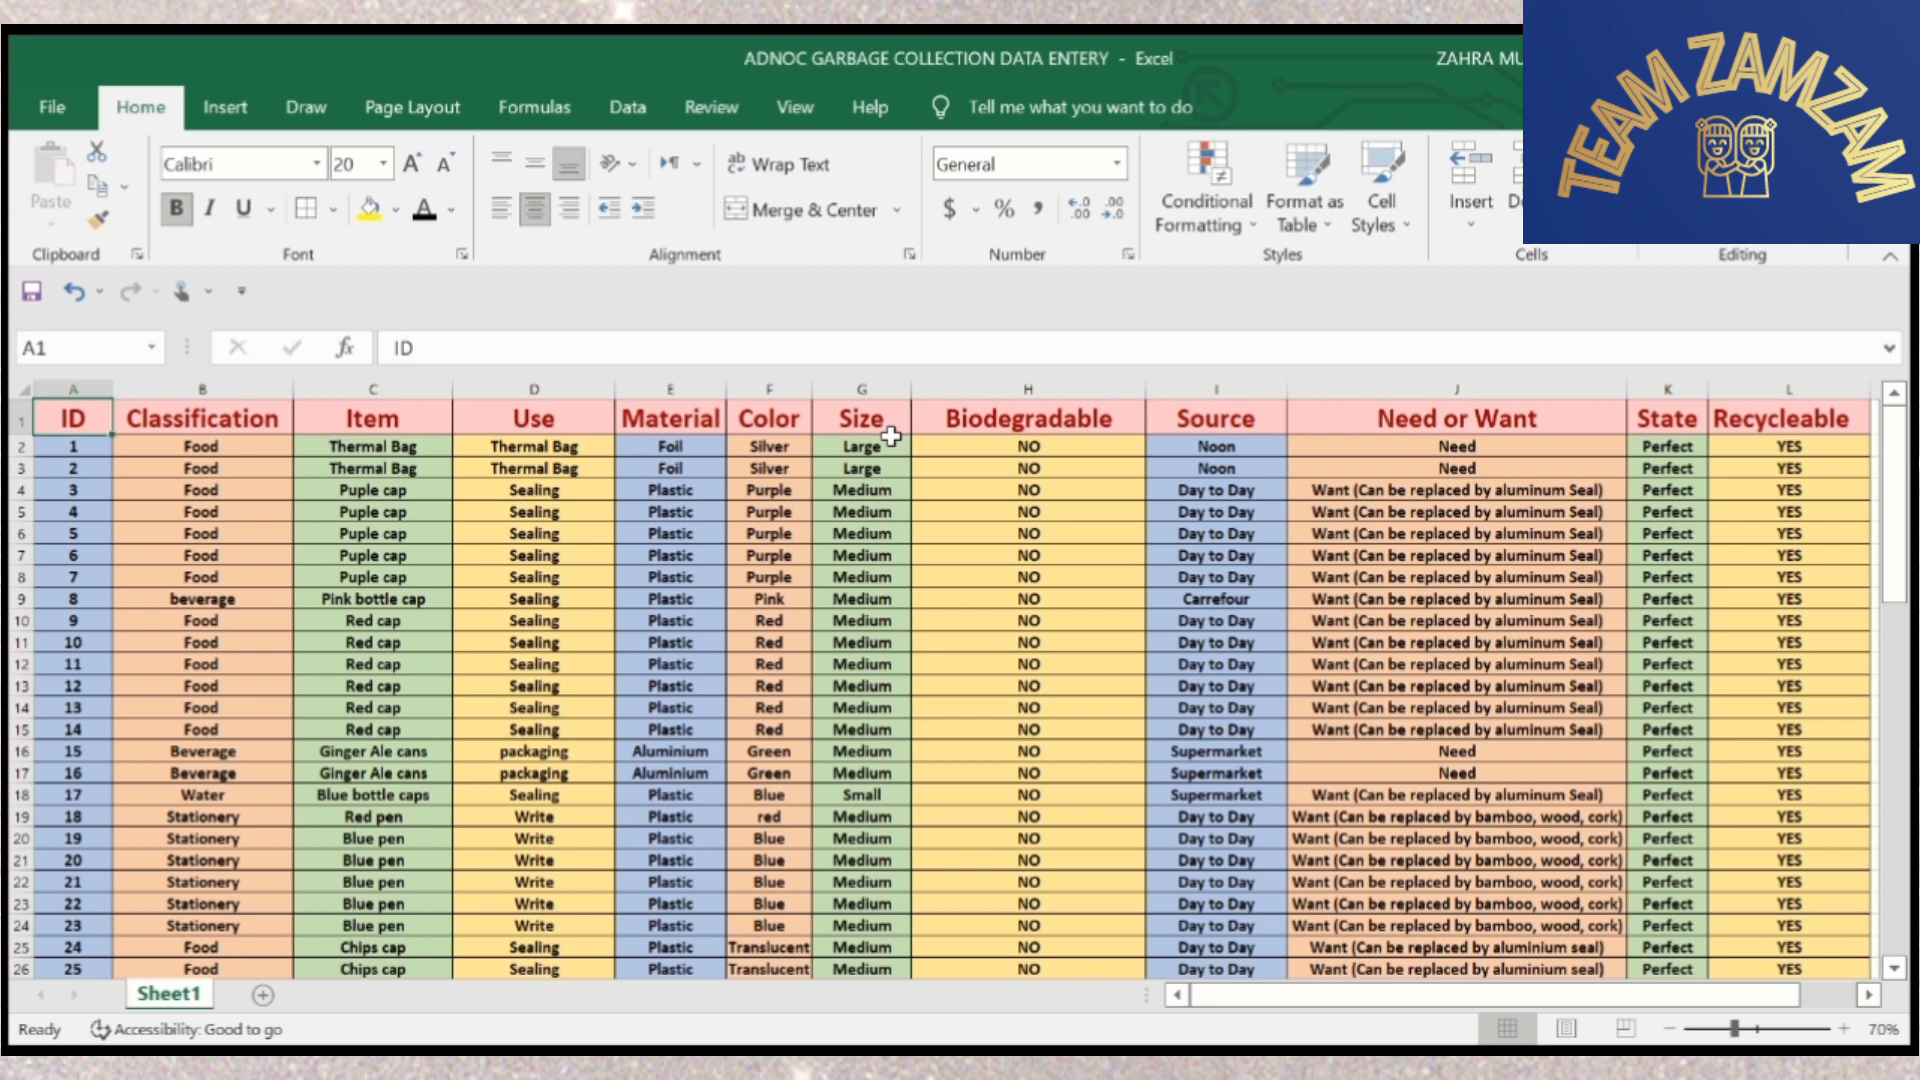 ADNOC GARBAGE COLLECTION DATA ENTERY - Excel
ZAHRA MU
TEAM ZAMZAM
File Home Insert Draw Page Layout Formulas Data Review View Help Tell me what you want to do
Paste
Calibri 20
B I U
Wrap Text
Merge & Center
General
$ % 
Conditional Formatting
Format as Table
Cell Styles
Insert
Clipboard Font Alignment Number Styles Cells Editing
A1 fx ID
A B C D E F G H I J K L
1 ID Classification Item Use Material Color Size Biodegradable Source Need or Want State Recycleable
2 1 Food Thermal Bag Thermal Bag Foil Silver Large NO Noon Need Perfect YES
3 2 Food Thermal Bag Thermal Bag Foil Silver Large NO Noon Need Perfect YES
4 3 Food Puple cap Sealing Plastic Purple Medium NO Day to Day Want (Can be replaced by aluminum Seal) Perfect YES
5 4 Food Puple cap Sealing Plastic Purple Medium NO Day to Day Want (Can be replaced by aluminum Seal) Perfect YES
6 5 Food Puple cap Sealing Plastic Purple Medium NO Day to Day Want (Can be replaced by aluminum Seal) Perfect YES
7 6 Food Puple cap Sealing Plastic Purple Medium NO Day to Day Want (Can be replaced by aluminum Seal) Perfect YES
8 7 Food Puple cap Sealing Plastic Purple Medium NO Day to Day Want (Can be replaced by aluminum Seal) Perfect YES
9 8 beverage Pink bottle cap Sealing Plastic Pink Medium NO Carrefour Want (Can be replaced by aluminum Seal) Perfect YES
10 9 Food Red cap Sealing Plastic Red Medium NO Day to Day Want (Can be replaced by aluminum Seal) Perfect YES
11 10 Food Red cap Sealing Plastic Red Medium NO Day to Day Want (Can be replaced by aluminum Seal) Perfect YES
12 11 Food Red cap Sealing Plastic Red Medium NO Day to Day Want (Can be replaced by aluminum Seal) Perfect YES
13 12 Food Red cap Sealing Plastic Red Medium NO Day to Day Want (Can be replaced by aluminum Seal) Perfect YES
14 13 Food Red cap Sealing Plastic Red Medium NO Day to Day Want (Can be replaced by aluminum Seal) Perfect YES
15 14 Food Red cap Sealing Plastic Red Medium NO Day to Day Want (Can be replaced by aluminum Seal) Perfect YES
16 15 Beverage Ginger Ale cans packaging Aluminium Green Medium NO Supermarket Need Perfect YES
17 16 Beverage Ginger Ale cans packaging Aluminium Green Medium NO Supermarket Need Perfect YES
18 17 Water Blue bottle caps Sealing Plastic Blue Small NO Supermarket Want (Can be replaced by aluminum Seal) Perfect YES
19 18 Stationery Red pen Write Plastic red Medium NO Day to Day Want (Can be replaced by bamboo, wood, cork) Perfect YES
20 19 Stationery Blue pen Write Plastic Blue Medium NO Day to Day Want (Can be replaced by bamboo, wood, cork) Perfect YES
21 20 Stationery Blue pen Write Plastic Blue Medium NO Day to Day Want (Can be replaced by bamboo, wood, cork) Perfect YES
22 21 Stationery Blue pen Write Plastic Blue Medium NO Day to Day Want (Can be replaced by bamboo, wood, cork) Perfect YES
23 22 Stationery Blue pen Write Plastic Blue Medium NO Day to Day Want (Can be replaced by bamboo, wood, cork) Perfect YES
24 23 Stationery Blue pen Write Plastic Blue Medium NO Day to Day Want (Can be replaced by bamboo, wood, cork) Perfect YES
25 24 Food Chips cap Sealing Plastic Translucent Medium NO Day to Day Want (Can be replaced by aluminium seal) Perfect YES
26 25 Food Chips cap Sealing Plastic Translucent Medium NO Day to Day Want (Can be replaced by aluminium seal) Perfect YES
Sheet1
Ready Accessibility: Good to go 70%